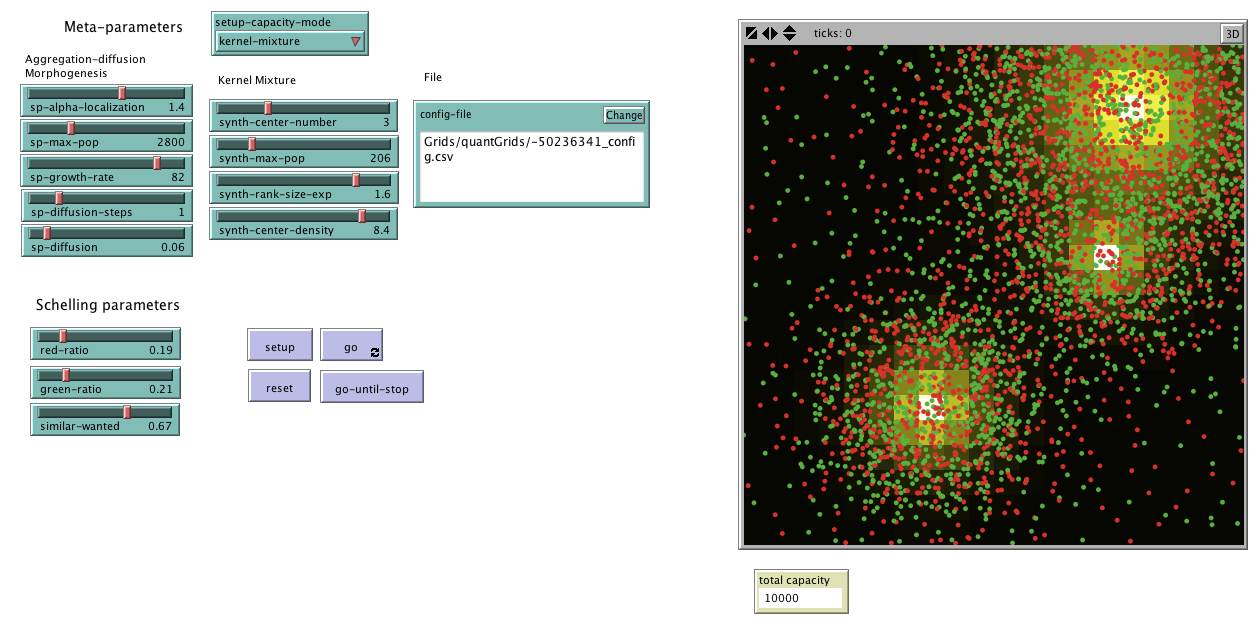 Meta-parameters
setup-capacity-mode
kernel-mixture
Aggregation-diffusion
Morphogenesis
sp-alpha-localization 1.4
sp-max-pop 2800
sp-growth-rate 82
sp-diffusion-steps 1
sp-diffusion 0.06
Kernel Mixture
synth-center-number 3
synth-max-pop 206
synth-rank-size-exp 1.6
synth-center-density 8.4
File
config-file
Change
Grids/quantGrids/-50236341_confi
g.csv
Schelling parameters
red-ratio 0.19
green-ratio 0.21
similar-wanted 0.67
setup
go
reset
go-until-stop
ticks: 0
3D
total capacity
10000